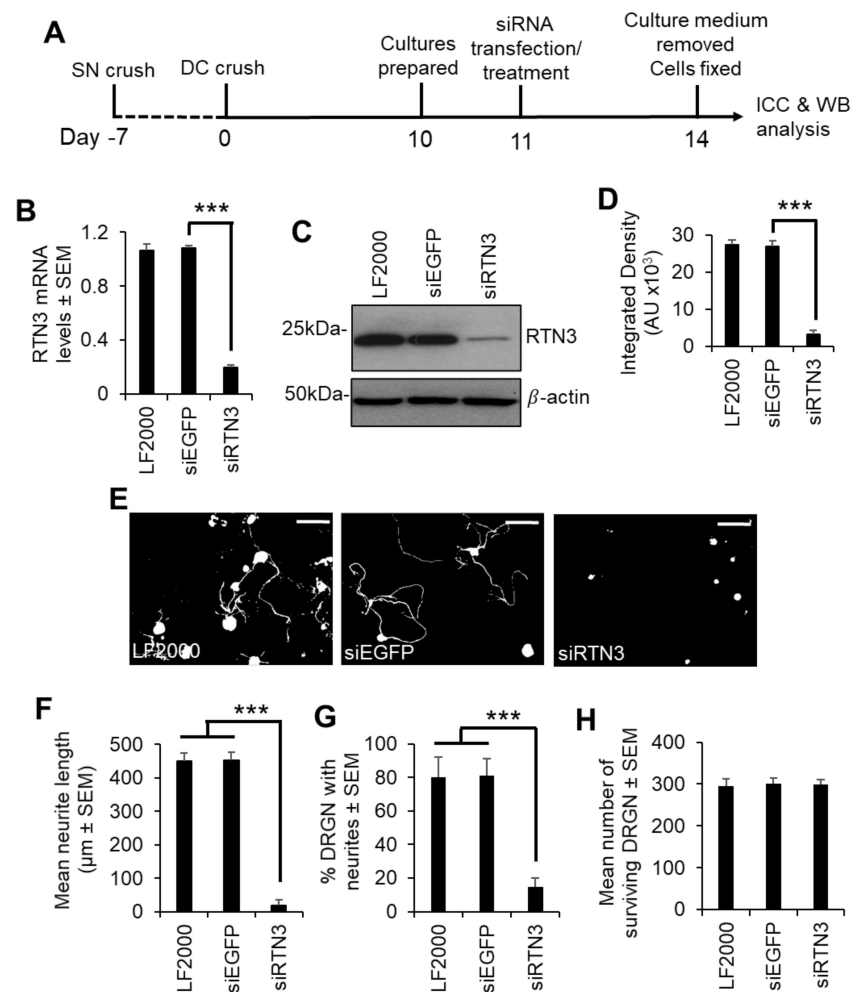 A
SN crush
DC crush
Cultures
prepared
siRNA
transfection/
treatment
Culture medium
removed
Cells fixed
ICC & WB
analysis
Day -7
0
10
11
14
B
RTN3 mRNA
levels ± SEM
1.2
0.8
0.4
0
***
LF2000
siEGFP
siRTN3
C
LF2000
siEGFP
siRTN3
25kDa-
RTN3
50kDa-
β-actin
D
Integrated Density
(AU x10³)
30
20
10
0
***
LF2000
siEGFP
siRTN3
E
LF2000
siEGFP
siRTN3
F
Mean neurite length
(µm ± SEM)
500
400
300
200
100
0
***
LF2000
siEGFP
siRTN3
G
% DRGN with
neurites ± SEM
100
80
60
40
20
0
***
LF2000
siEGFP
siRTN3
H
Mean number of
surviving DRGN ± SEM
400
300
200
100
0
LF2000
siEGFP
siRTN3